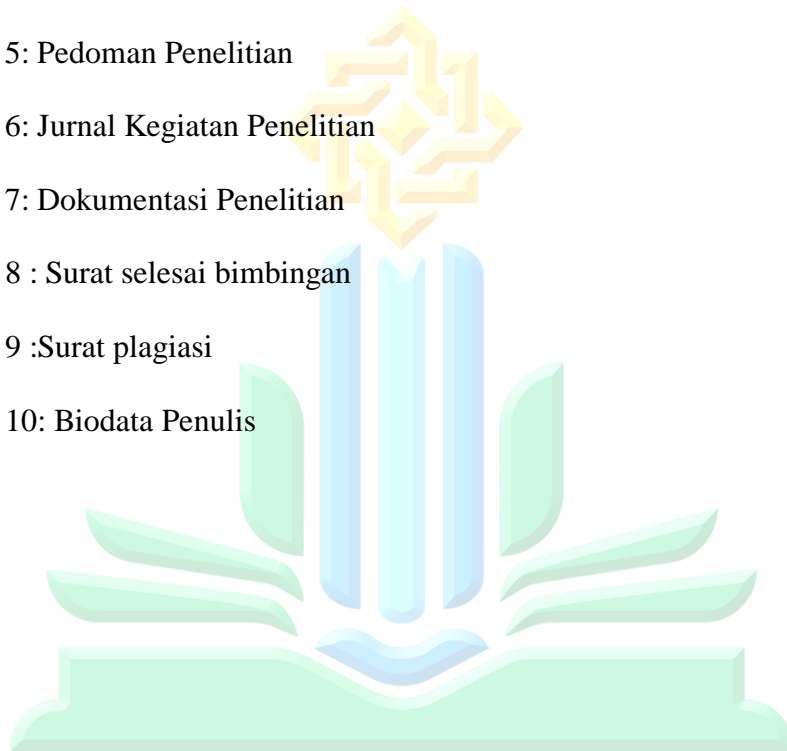 5: Pedoman Penelitian
6: Jurnal Kegiatan Penelitian
7: Dokumentasi Penelitian
8 : Surat selesai bimbingan
9 :Surat plagiasi
10: Biodata Penulis